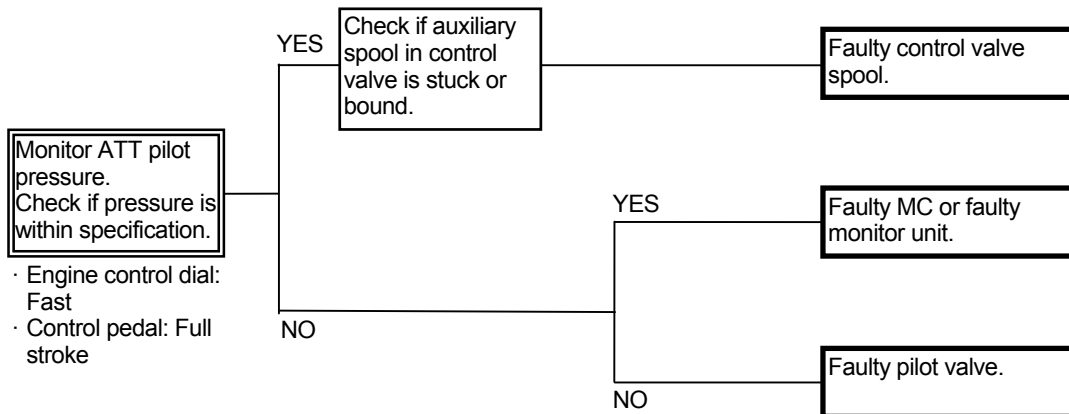 Monitor ATT pilot
pressure.
Check if pressure is
within specification.
· Engine control dial:
Fast
· Control pedal: Full
stroke
YES
Check if auxiliary
spool in control
valve is stuck or
bound.
Faulty control valve
spool.
NO
YES
Faulty MC or faulty
monitor unit.
NO
Faulty pilot valve.